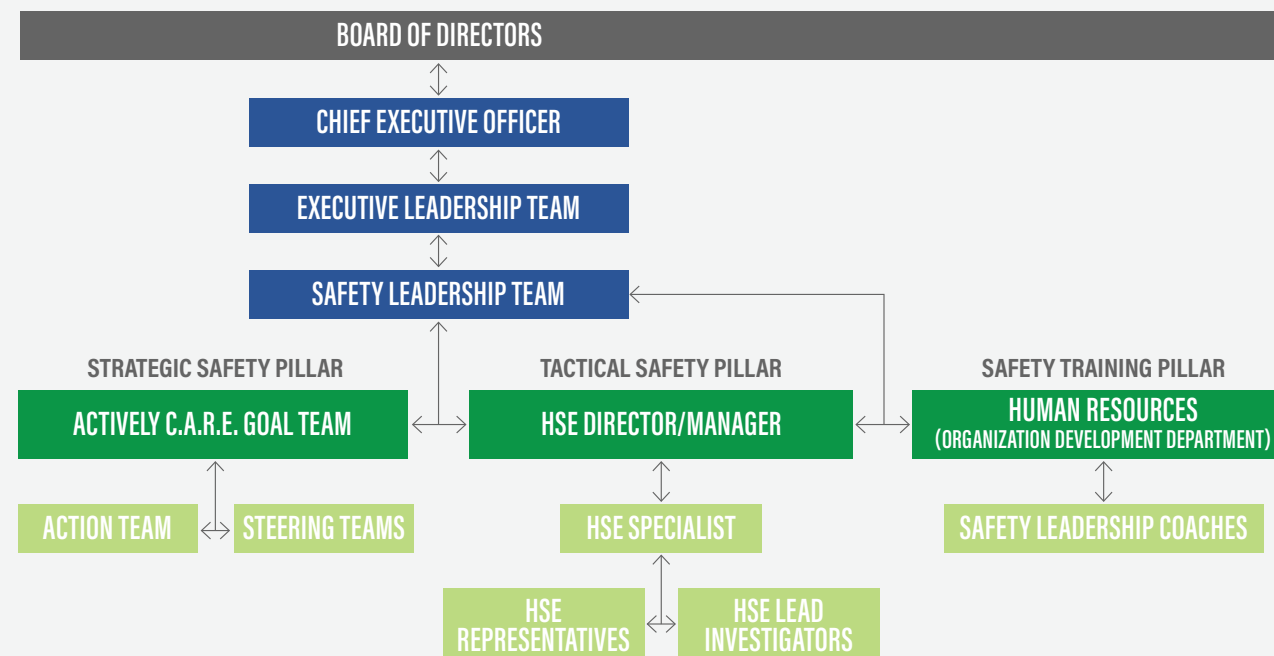 BOARD OF DIRECTORS
CHIEF EXECUTIVE OFFICER
EXECUTIVE LEADERSHIP TEAM
SAFETY LEADERSHIP TEAM
STRATEGIC SAFETY PILLAR
TACTICAL SAFETY PILLAR
SAFETY TRAINING PILLAR
ACTIVELY C.A.R.E. GOAL TEAM
HSE DIRECTOR/MANAGER
HUMAN RESOURCES
(ORGANIZATION DEVELOPMENT DEPARTMENT)
ACTION TEAM
STEERING TEAMS
HSE SPECIALIST
SAFETY LEADERSHIP COACHES
HSE
REPRESENTATIVES
HSE LEAD
INVESTIGATORS